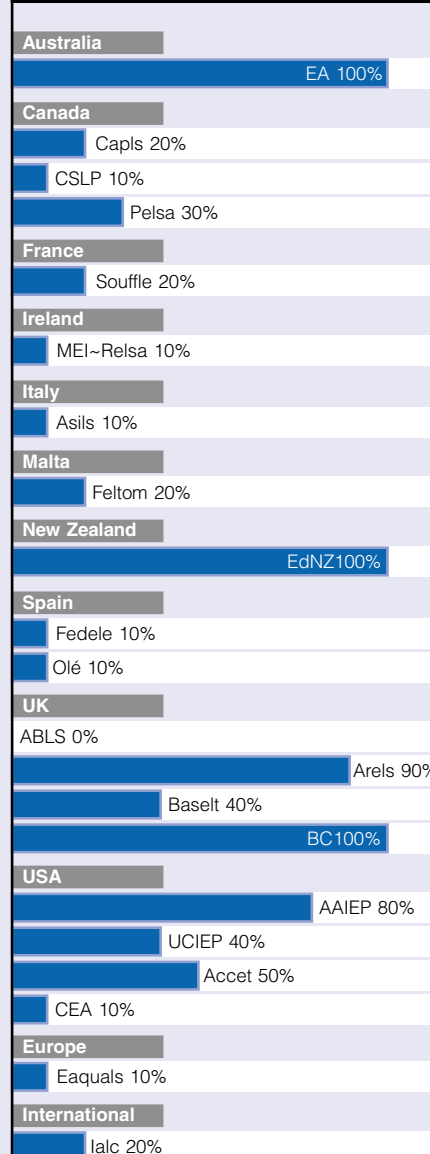 Australia
EA 100%
Canada
Capls 20%
CSLP 10%
Pelsa 30%
France
Souffle 20%
Ireland
MEI~Relsa 10%
Italy
Asils 10%
Malta
Feltom 20%
New Zealand
EdNZ100%
Spain
Fedele 10%
Olé 10%
UK
ABLS 0%
Arels 90%
Baselt 40%
BC100%
USA
AAIEP 80%
UCIEP 40%
Accet 50%
CEA 10%
Europe
Eaquals 10%
International
Ialc 20%